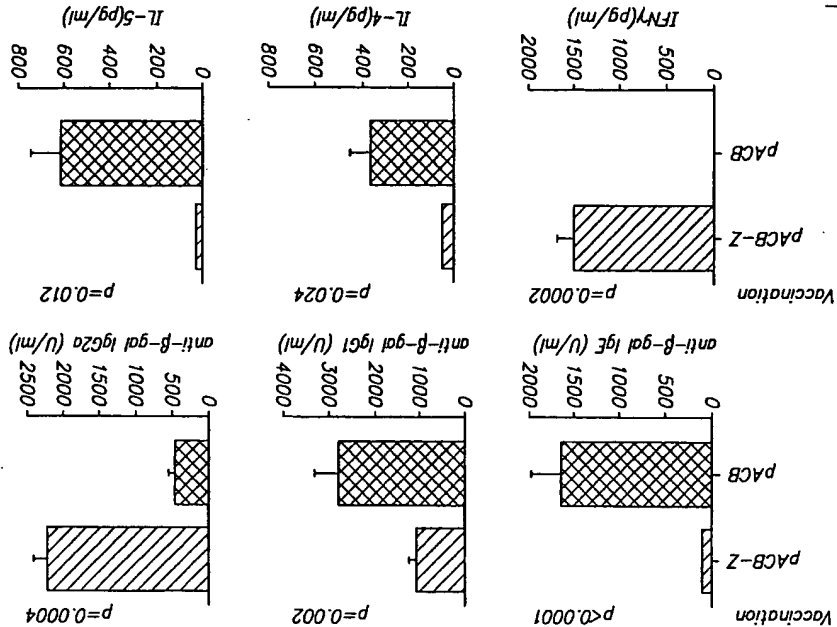 Vaccination p<0.0001 p=0.002 p=0.0004
pACB-Z
pACB
0 500 1000 1500 2000 0 1000 2000 3000 4000 0 500 1000 1500 2000 2500
anti-β-gal IgE (U/ml) anti-β-gal IgG1 (U/ml) anti-β-gal IgG2a (U/ml)
Vaccination p=0.0002 p=0.024 p=0.012
pACB-Z
pACB
0 500 1000 1500 2000 0 200 400 600 800 0 200 400 600 800
IFNγ(pg/ml) IL-4(pg/ml) IL-5(pg/ml)